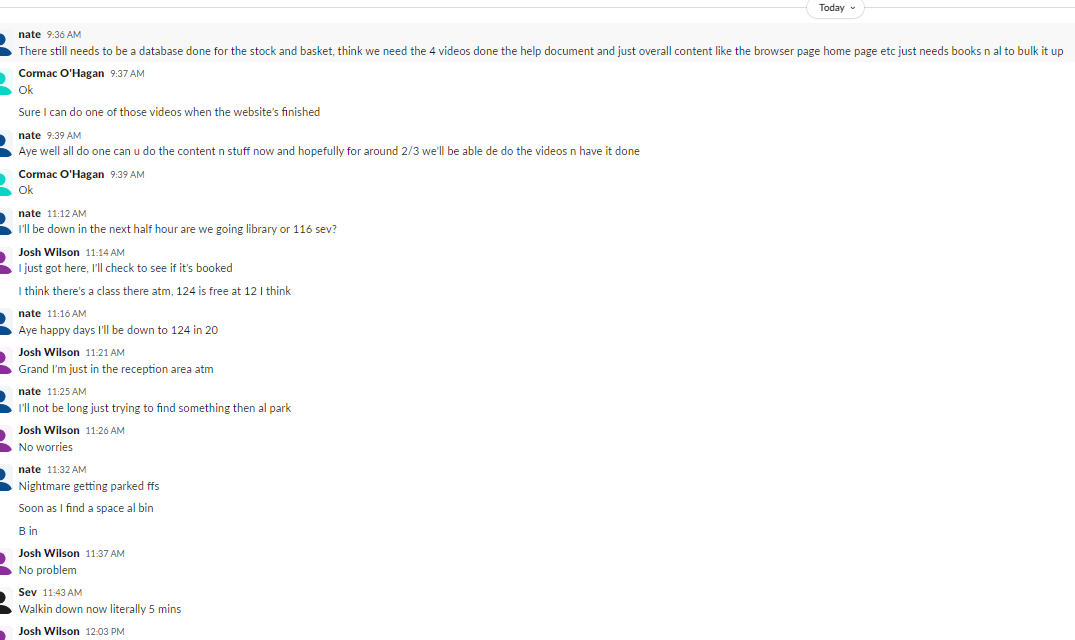 Today
nate 9:36 AM
There still needs to be a database done for the stock and basket, think we need the 4 videos done the help document and just overall content like the browser page home page etc just needs books n al to bulk it up
Cormac O'Hagan 9:37 AM
Ok
Sure I can do one of those videos when the website's finished
nate 9:39 AM
Aye well all do one can u do the content n stuff now and hopefully for around 2/3 we'll be able de do the videos n have it done
Cormac O'Hagan 9:39 AM
Ok
nate 11:12 AM
I'll be down in the next half hour are we going library or 116 sev?
Josh Wilson 11:14 AM
I just got here, I'll check to see if it's booked
I think there's a class there atm, 124 is free at 12 I think
nate 11:16 AM
Aye happy days I'll be down to 124 in 20
Josh Wilson 11:21 AM
Grand I'm just in the reception area atm
nate 11:25 AM
I'll not be long just trying to find something then al park
Josh Wilson 11:26 AM
No worries
nate 11:32 AM
Nightmare getting parked ffs
Soon as I find a space al bin
B in
Josh Wilson 11:37 AM
No problem
Sev 11:43 AM
Walkin down now literally 5 mins
Josh Wilson 12:03 PM